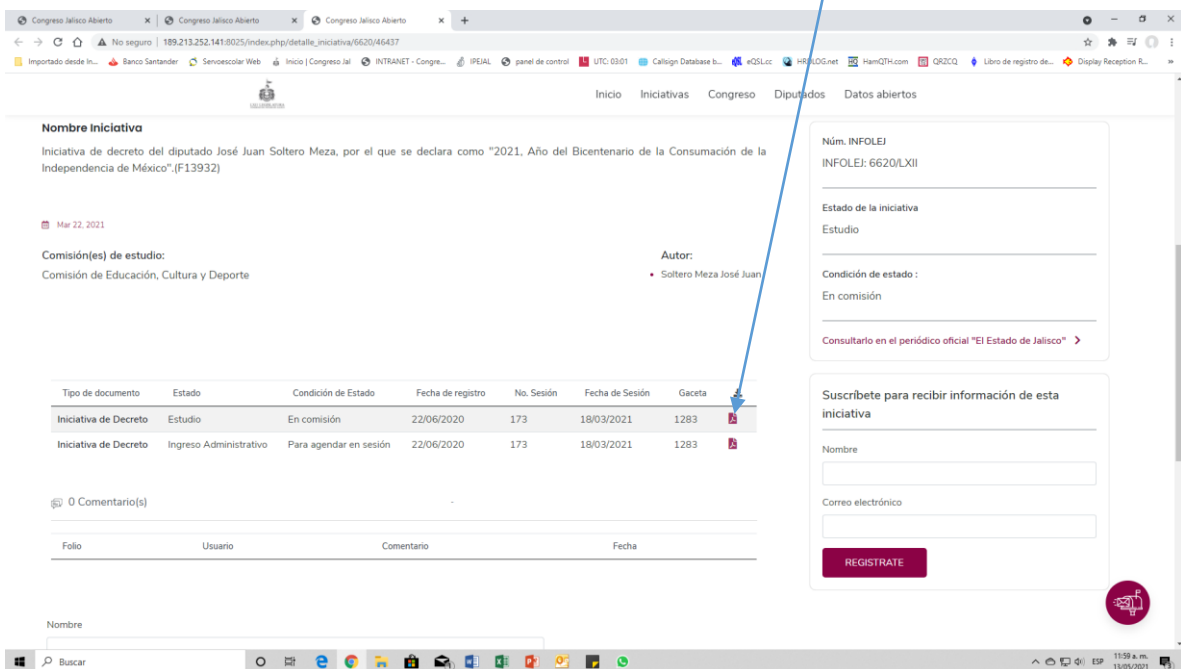 Congreso Jalisco Abierto
Congreso Jalisco Abierto
Congreso Jalisco Abierto
No seguro | 189.213.252.141:8025/index.php/detalle_iniciativa/6620/46437
Importado desde In... Banco Santander Servoescolar Web Inicio | Congreso Jal INTRANET - Congre... IPEJAL panel de control UTC: 03:01 Callsign Database b... eQSL.cc HRDLOG.net HamQTH.com QRZCQ Libro de registro de... Display Reception R... »
Inicio Iniciativas Congreso Diputados Datos abiertos
Nombre Iniciativa
Iniciativa de decreto del diputado José Juan Soltero Meza, por el que se declara como "2021, Año del Bicentenario de la Consumación de la
Independencia de México".(F13932)
Mar 22, 2021
Comisión(es) de estudio:
Comisión de Educación, Cultura y Deporte
Autor:
• Soltero Meza José Juan
Núm. INFOLEJ
INFOLEJ: 6620/LXII
Estado de la iniciativa
Estudio
Condición de estado :
En comisión
Consultarlo en el periódico oficial "El Estado de Jalisco"
Tipo de documento Estado Condición de Estado Fecha de registro No. Sesión Fecha de Sesión Gaceta
Iniciativa de Decreto Estudio En comisión 22/06/2020 173 18/03/2021 1283
Iniciativa de Decreto Ingreso Administrativo Para agendar en sesión 22/06/2020 173 18/03/2021 1283
0 Comentario(s) -
Folio Usuario Comentario Fecha
Nombre
Suscríbete para recibir información de esta
iniciativa
Nombre
Correo electrónico
REGISTRATE
Buscar
ESP
11:59 a. m.
13/05/2021